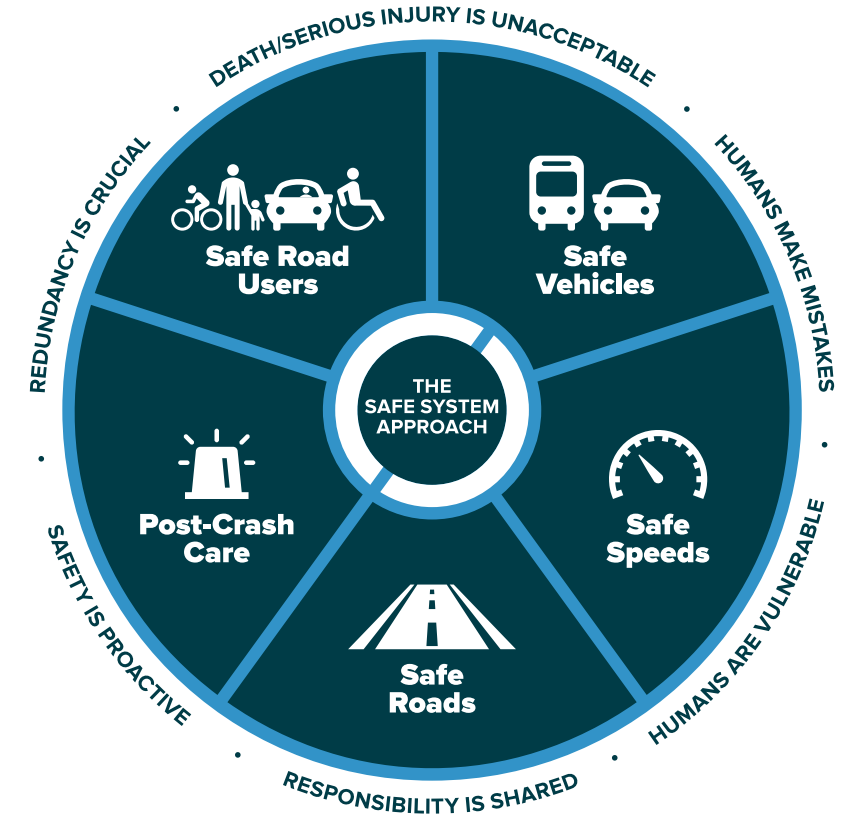 DEATH/SERIOUS INJURY IS UNACCEPTABLE
HUMANS MAKE MISTAKES
HUMANS ARE VULNERABLE
RESPONSIBILITY IS SHARED
SAFETY IS PROACTIVE
REDUNDANCY IS CRUCIAL
Safe Road
Users
Safe
Vehicles
Safe
Speeds
Safe
Roads
Post-Crash
Care
THE
SAFE SYSTEM
APPROACH